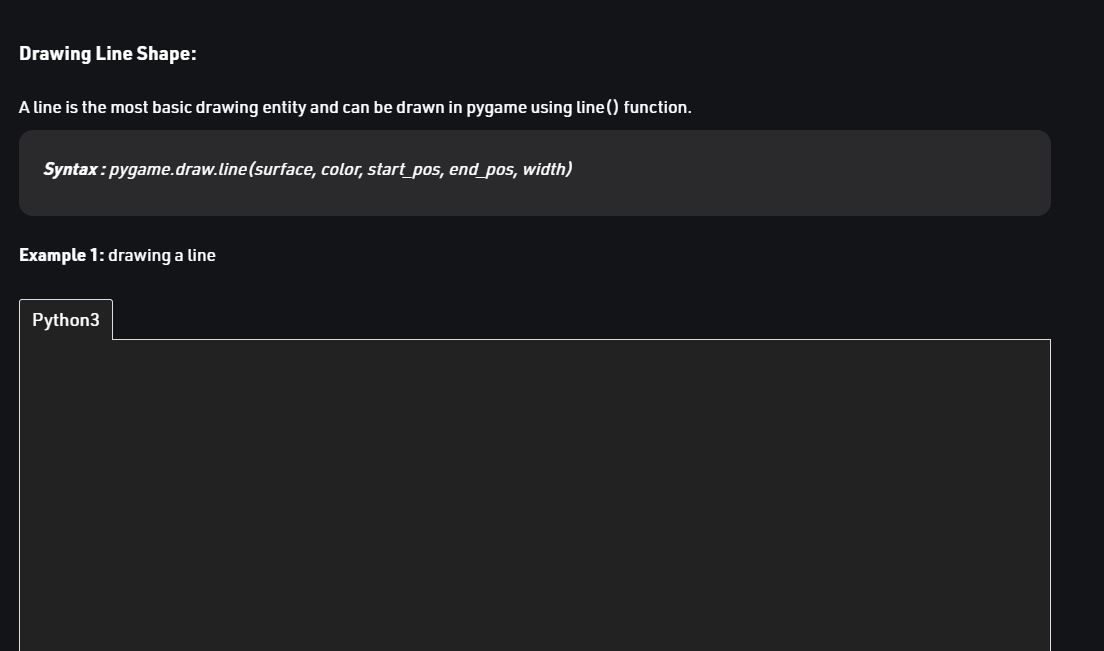 Drawing Line Shape:
A line is the most basic drawing entity and can be drawn in pygame using line() function.
Syntax : pygame.draw.line(surface, color, start_pos, end_pos, width)
Example 1: drawing a line
Python3